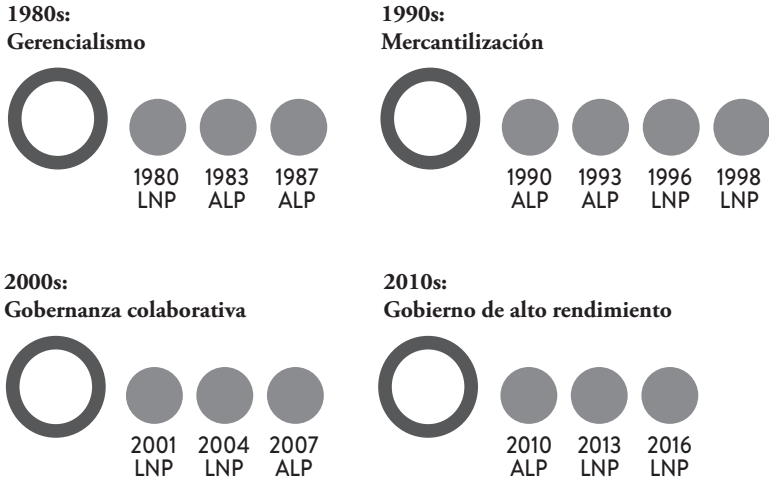 1980s:
Gerencialismo
1980 1983 1987
LNP ALP ALP
1990s:
Mercantilización
1990 1993 1996 1998
ALP ALP LNP LNP
2000s:
Gobernanza colaborativa
2001 2004 2007
LNP LNP ALP
2010s:
Gobierno de alto rendimiento
2010 2013 2016
ALP LNP LNP